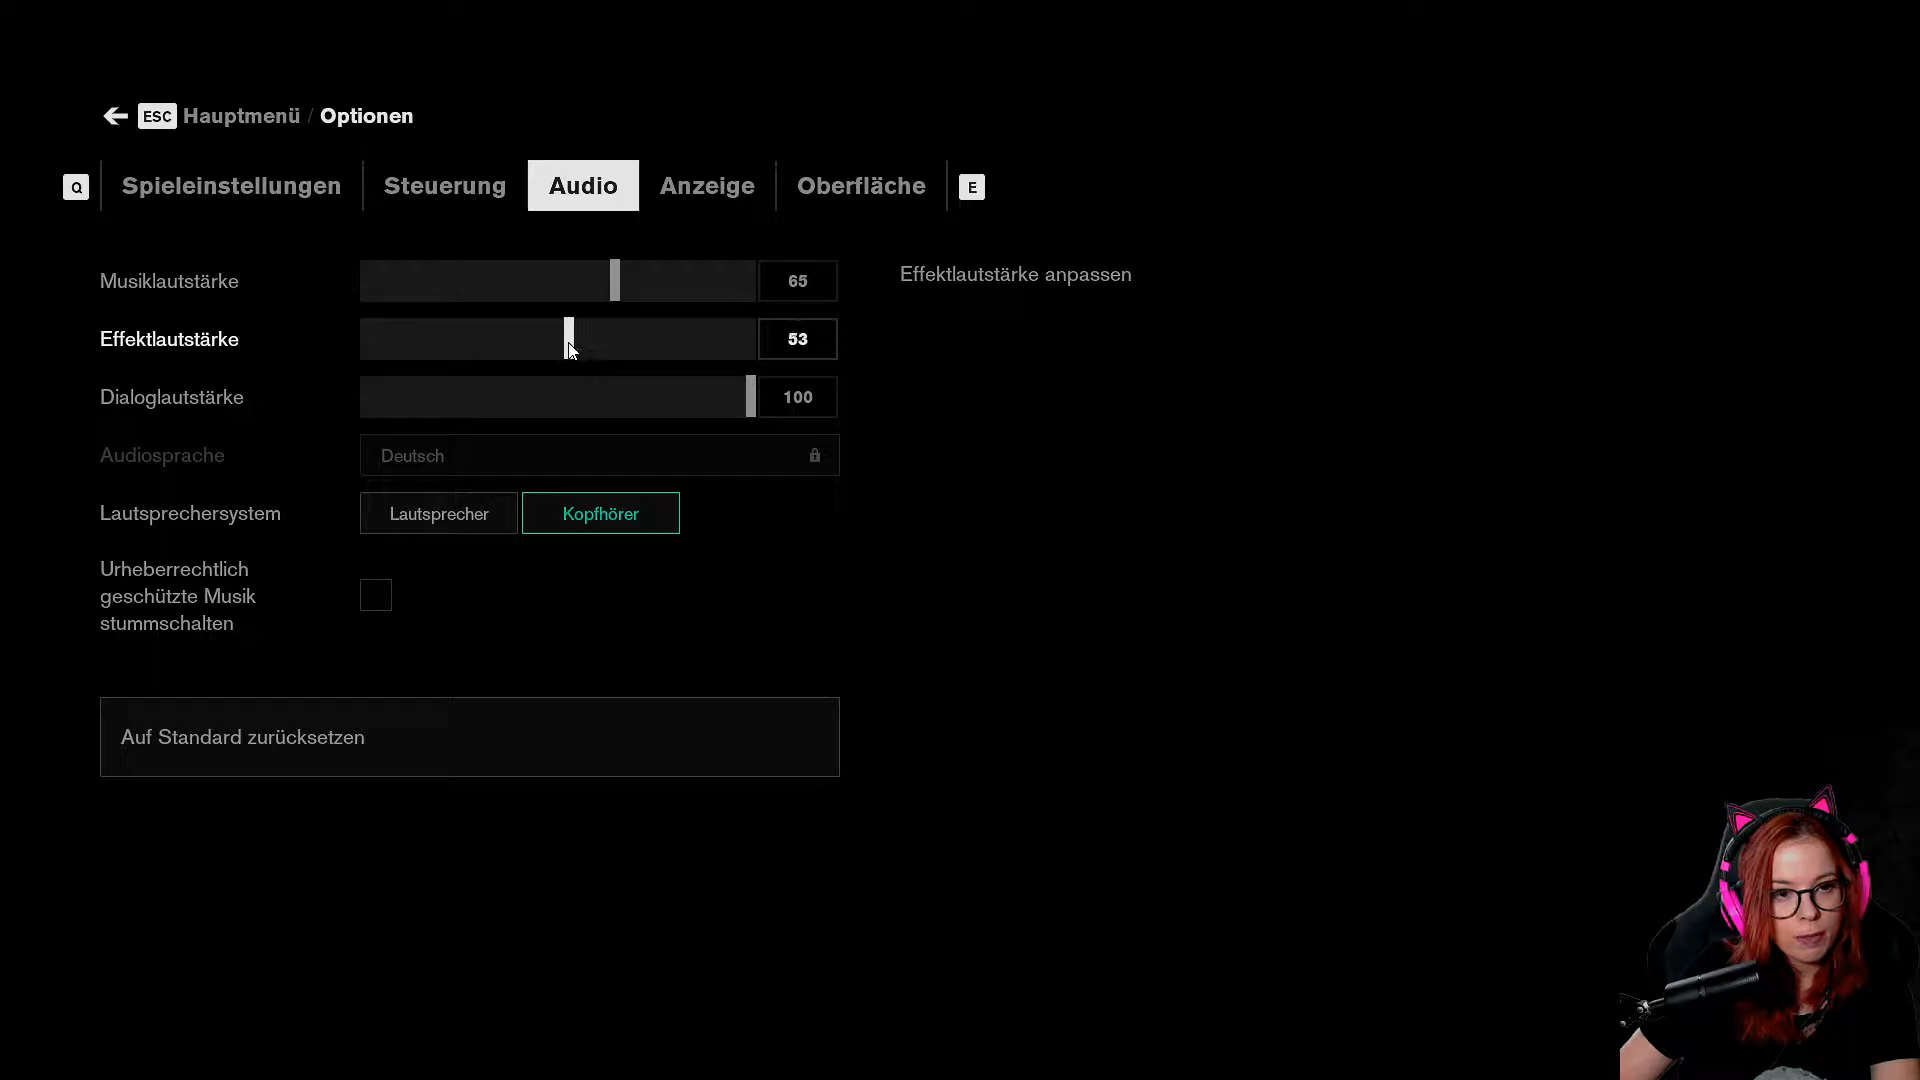 ESC Hauptmenü / Optionen
Q Spieleinstellungen Steuerung Audio Anzeige Oberfläche E
Musiklautstärke 65 Effektlautstärke anpassen
Effektlautstärke 53
Dialoglautstärke 100
Audiosprache Deutsch
Lautsprechersystem Lautsprecher Kopfhörer
Urheberrechtlich
geschützte Musik
stummschalten
Auf Standard zurücksetzen